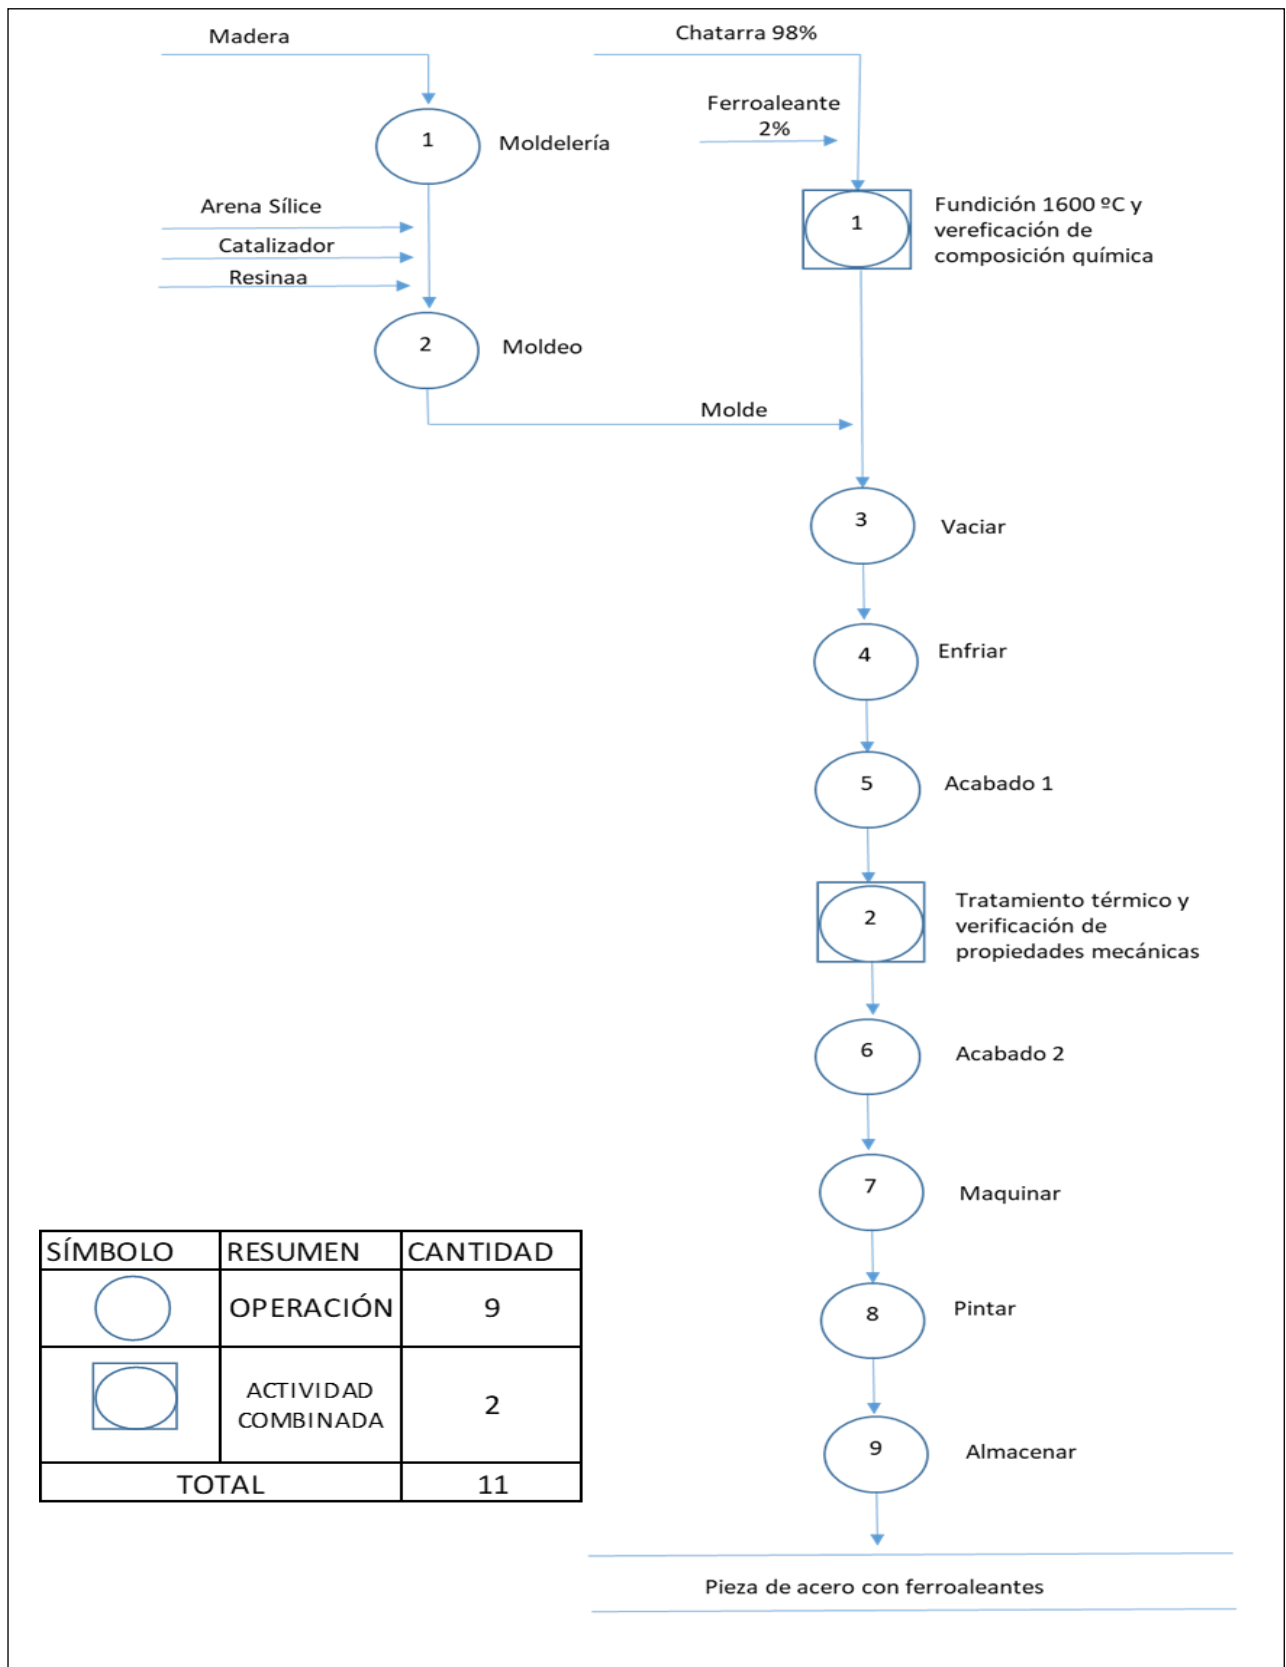 Madera
Chatarra 98%
Ferroaleante
2%
1
Moldelería
Arena Sílice
Catalizador
Resinaa
1
Fundición 1600 ºC y
vereficación de
composición química
2
Moldeo
Molde
3
Vaciar
4
Enfriar
5
Acabado 1
2
Tratamiento térmico y
verificación de
propiedades mecánicas
6
Acabado 2
7
Maquinar
8
Pintar
9
Almacenar
Pieza de acero con ferroaleantes
SÍMBOLO RESUMEN CANTIDAD
OPERACIÓN 9
ACTIVIDAD
COMBINADA 2
TOTAL 11